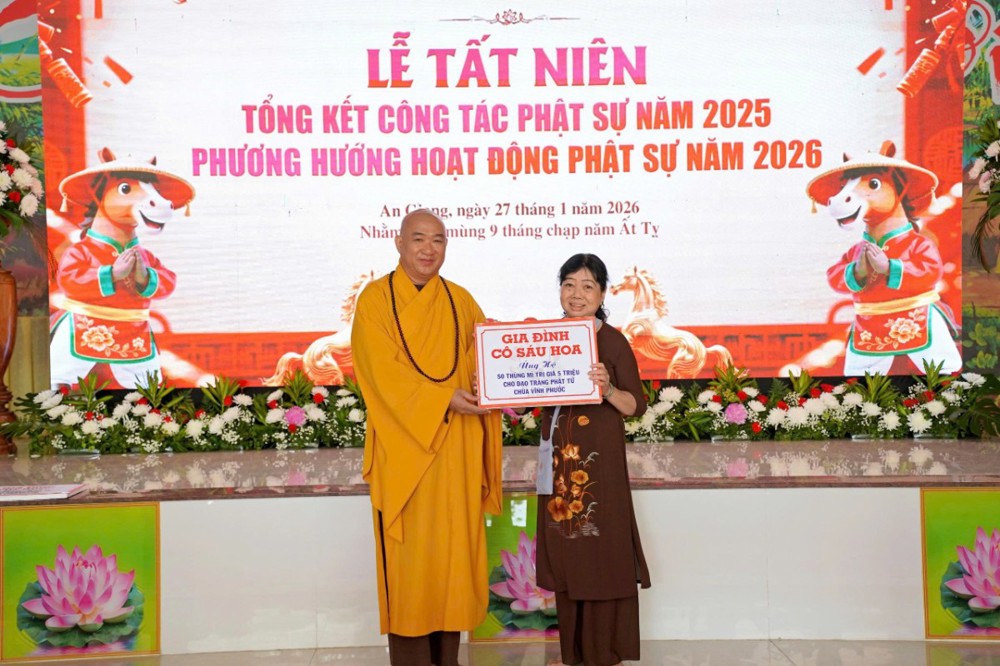 LỄ TẤT NIÊN
TỔNG KẾT CÔNG TÁC PHẬT SỰ NĂM 2025
PHƯƠNG HƯỚNG HOẠT ĐỘNG PHẬT SỰ NĂM 2026
An Giang, ngày 27 tháng 1 năm 2026
Nhằm mùng 9 tháng chạp năm Ất Tỵ
GIA ĐÌNH
CÔ SÁU HOA
Ủng Hộ
50 THÙNG MÌ TRỊ GIÁ 5 TRIỆU
CHO ĐẠO TRÀNG PHẬT TỬ
CHÙA VĨNH PHƯỚC